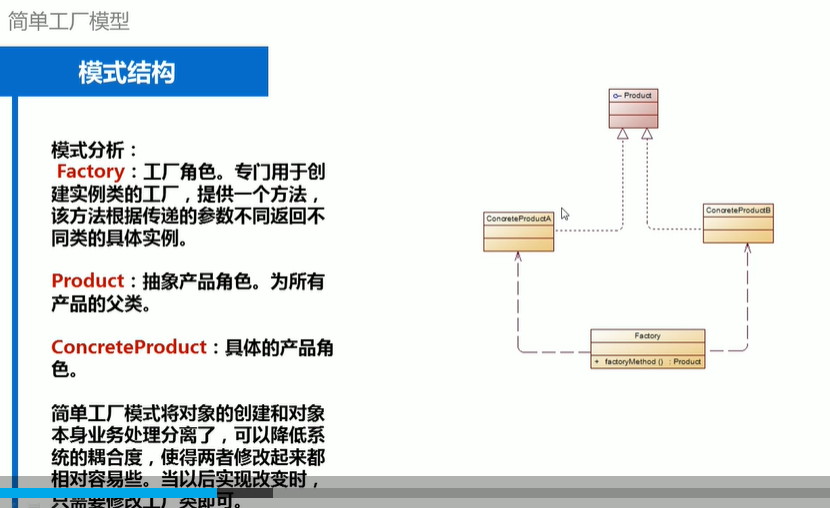 简单工厂模型
模式结构
模式分析：
Factory：工厂角色。专门用于创
建实例类的工厂，提供一个方法，
该方法根据传递的参数不同返回不
同类的具体实例。
Product：抽象产品角色。为所有
产品的父类。
ConcreteProduct：具体的产品角
色。
简单工厂模式将对象的创建和对象
本身业务处理分离了，可以降低系
统的耦合度，使得两者修改起来都
相对容易些。当以后实现改变时，
只需要修改工厂类即可。
Product
ConcreteProductA
ConcreteProductB
Factory
+ factoryMethod () : Product